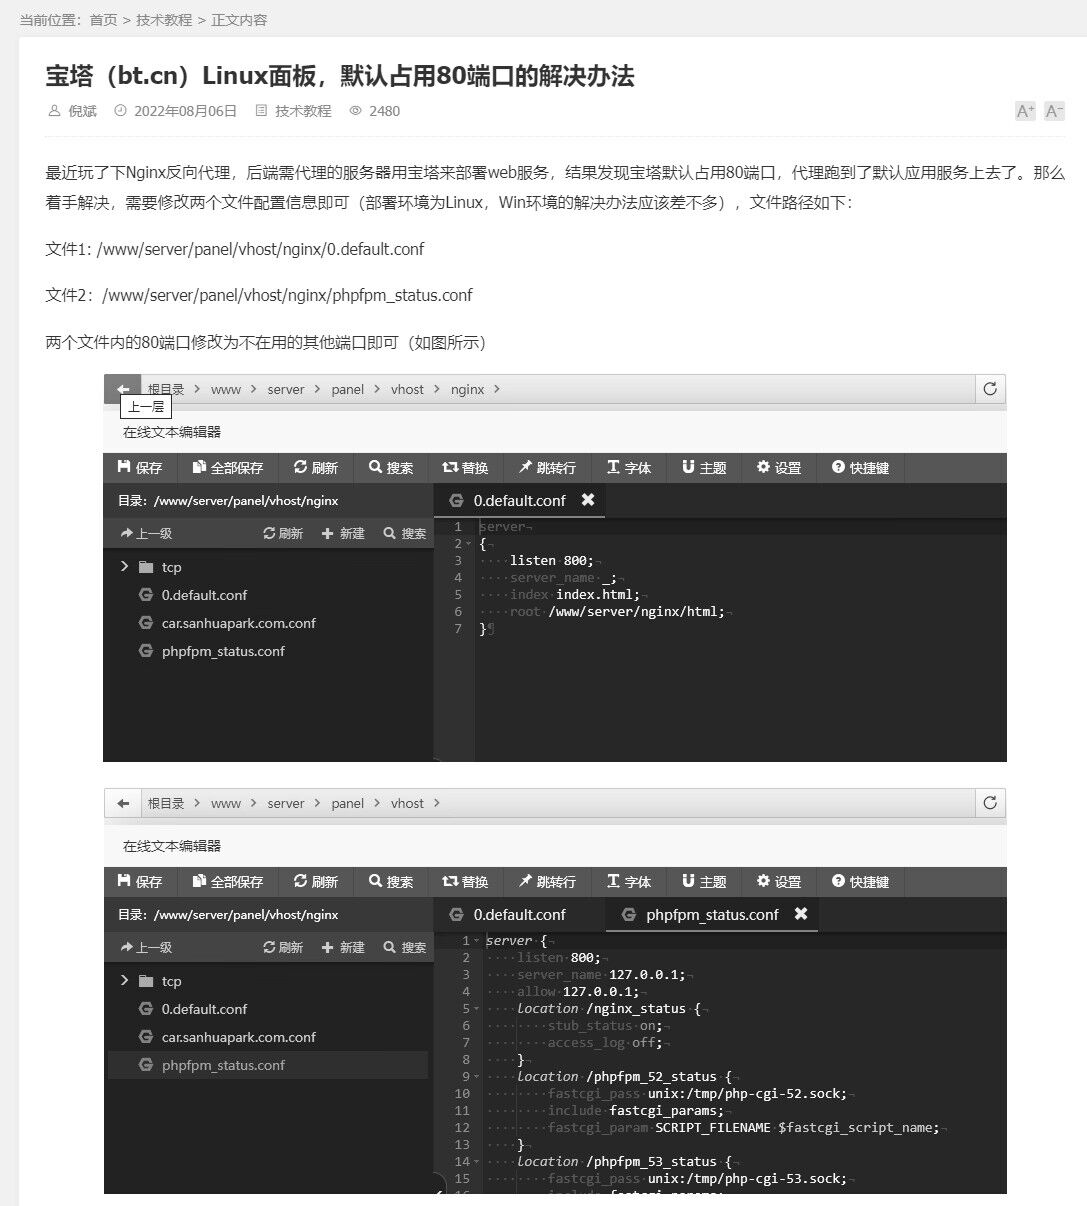 当前位置：首页 > 技术教程 > 正文内容
宝塔（bt.cn）Linux面板，默认占用80端口的解决办法
倪斌 2022年08月06日 技术教程 2480 A+ A-
最近玩了下Nginx反向代理，后端需代理的服务器用宝塔来部署web服务，结果发现宝塔默认占用80端口，代理跑到了默认应用服务上去了。那么
着手解决，需要修改两个文件配置信息即可（部署环境为Linux，Win环境的解决办法应该差不多），文件路径如下：
文件1: /www/server/panel/vhost/nginx/0.default.conf
文件2：/www/server/panel/vhost/nginx/phpfpm_status.conf
两个文件内的80端口修改为不在用的其他端口即可（如图所示）
根目录 > www > server > panel > vhost > nginx >
上一层
在线文本编辑器
保存 全部保存 刷新 搜索 替换 跳转行 字体 主题 设置 快捷键
目录：/www/server/panel/vhost/nginx 0.default.conf
上一级 刷新 新建 搜索
tcp
0.default.conf
car.sanhuapark.com.conf
phpfpm_status.conf
1 server
2 {
3 listen 800;
4 server_name _;
5 index index.html;
6 root /www/server/nginx/html;
7 }
根目录 > www > server > panel > vhost >
在线文本编辑器
保存 全部保存 刷新 搜索 替换 跳转行 字体 主题 设置 快捷键
目录：/www/server/panel/vhost/nginx 0.default.conf phpfpm_status.conf
上一级 刷新 新建 搜索
tcp
0.default.conf
car.sanhuapark.com.conf
phpfpm_status.conf
1 server {
2 listen 800;
3 server_name 127.0.0.1;
4 allow 127.0.0.1;
5 location /nginx_status {
6 stub_status on;
7 access_log off;
8 }
9 location /phpfpm_52_status {
10 fastcgi_pass unix:/tmp/php-cgi-52.sock;
11 include fastcgi_params;
12 fastcgi_param SCRIPT_FILENAME $fastcgi_script_name;
13 }
14 location /phpfpm_53_status {
15 fastcgi_pass unix:/tmp/php-cgi-53.sock;